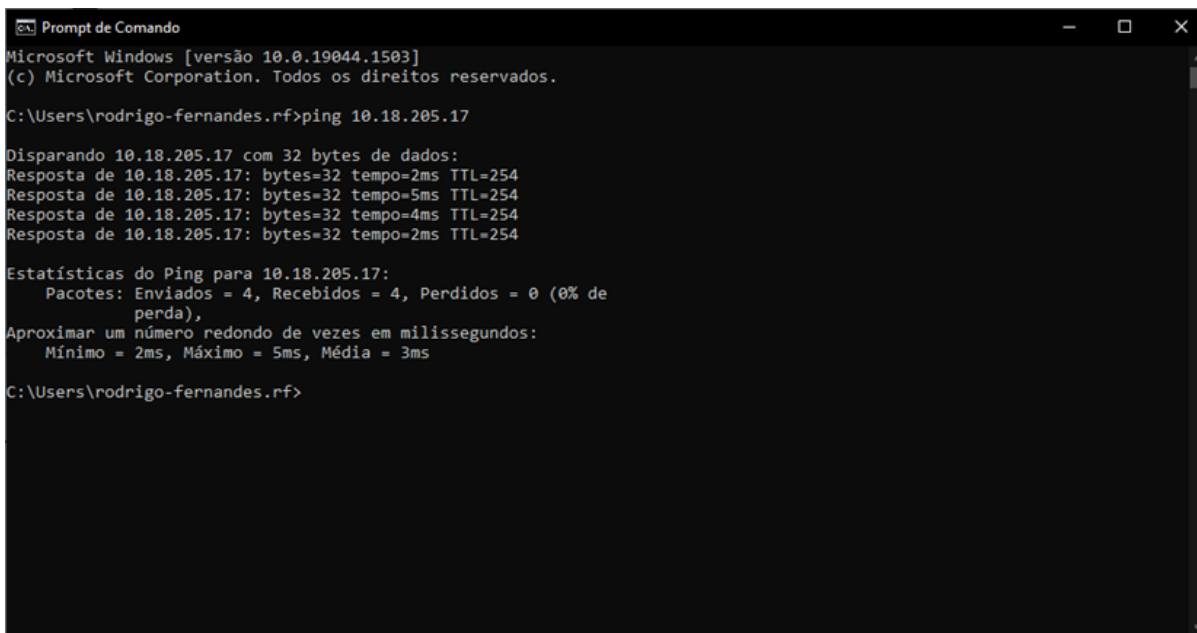 Prompt de Comando
Microsoft Windows [versão 10.0.19044.1503]
(c) Microsoft Corporation. Todos os direitos reservados.
C:\Users\rodrigo-fernandes.rf>ping 10.18.205.17
Disparando 10.18.205.17 com 32 bytes de dados:
Resposta de 10.18.205.17: bytes=32 tempo=2ms TTL=254
Resposta de 10.18.205.17: bytes=32 tempo=5ms TTL=254
Resposta de 10.18.205.17: bytes=32 tempo=4ms TTL=254
Resposta de 10.18.205.17: bytes=32 tempo=2ms TTL=254
Estatísticas do Ping para 10.18.205.17:
Pacotes: Enviados = 4, Recebidos = 4, Perdidos = 0 (0% de
perda),
Aproximar um número redondo de vezes em milissegundos:
Mínimo = 2ms, Máximo = 5ms, Média = 3ms
C:\Users\rodrigo-fernandes.rf>